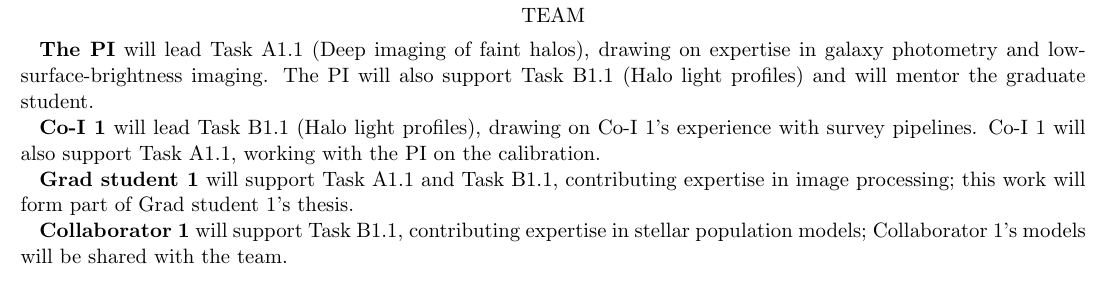 TEAM
The PI will lead Task A1.1 (Deep imaging of faint halos), drawing on expertise in galaxy photometry and low-
surface-brightness imaging. The PI will also support Task B1.1 (Halo light profiles) and will mentor the graduate
student.
Co-I 1 will lead Task B1.1 (Halo light profiles), drawing on Co-I 1's experience with survey pipelines. Co-I 1 will
also support Task A1.1, working with the PI on the calibration.
Grad student 1 will support Task A1.1 and Task B1.1, contributing expertise in image processing; this work will
form part of Grad student 1's thesis.
Collaborator 1 will support Task B1.1, contributing expertise in stellar population models; Collaborator 1's models
will be shared with the team.